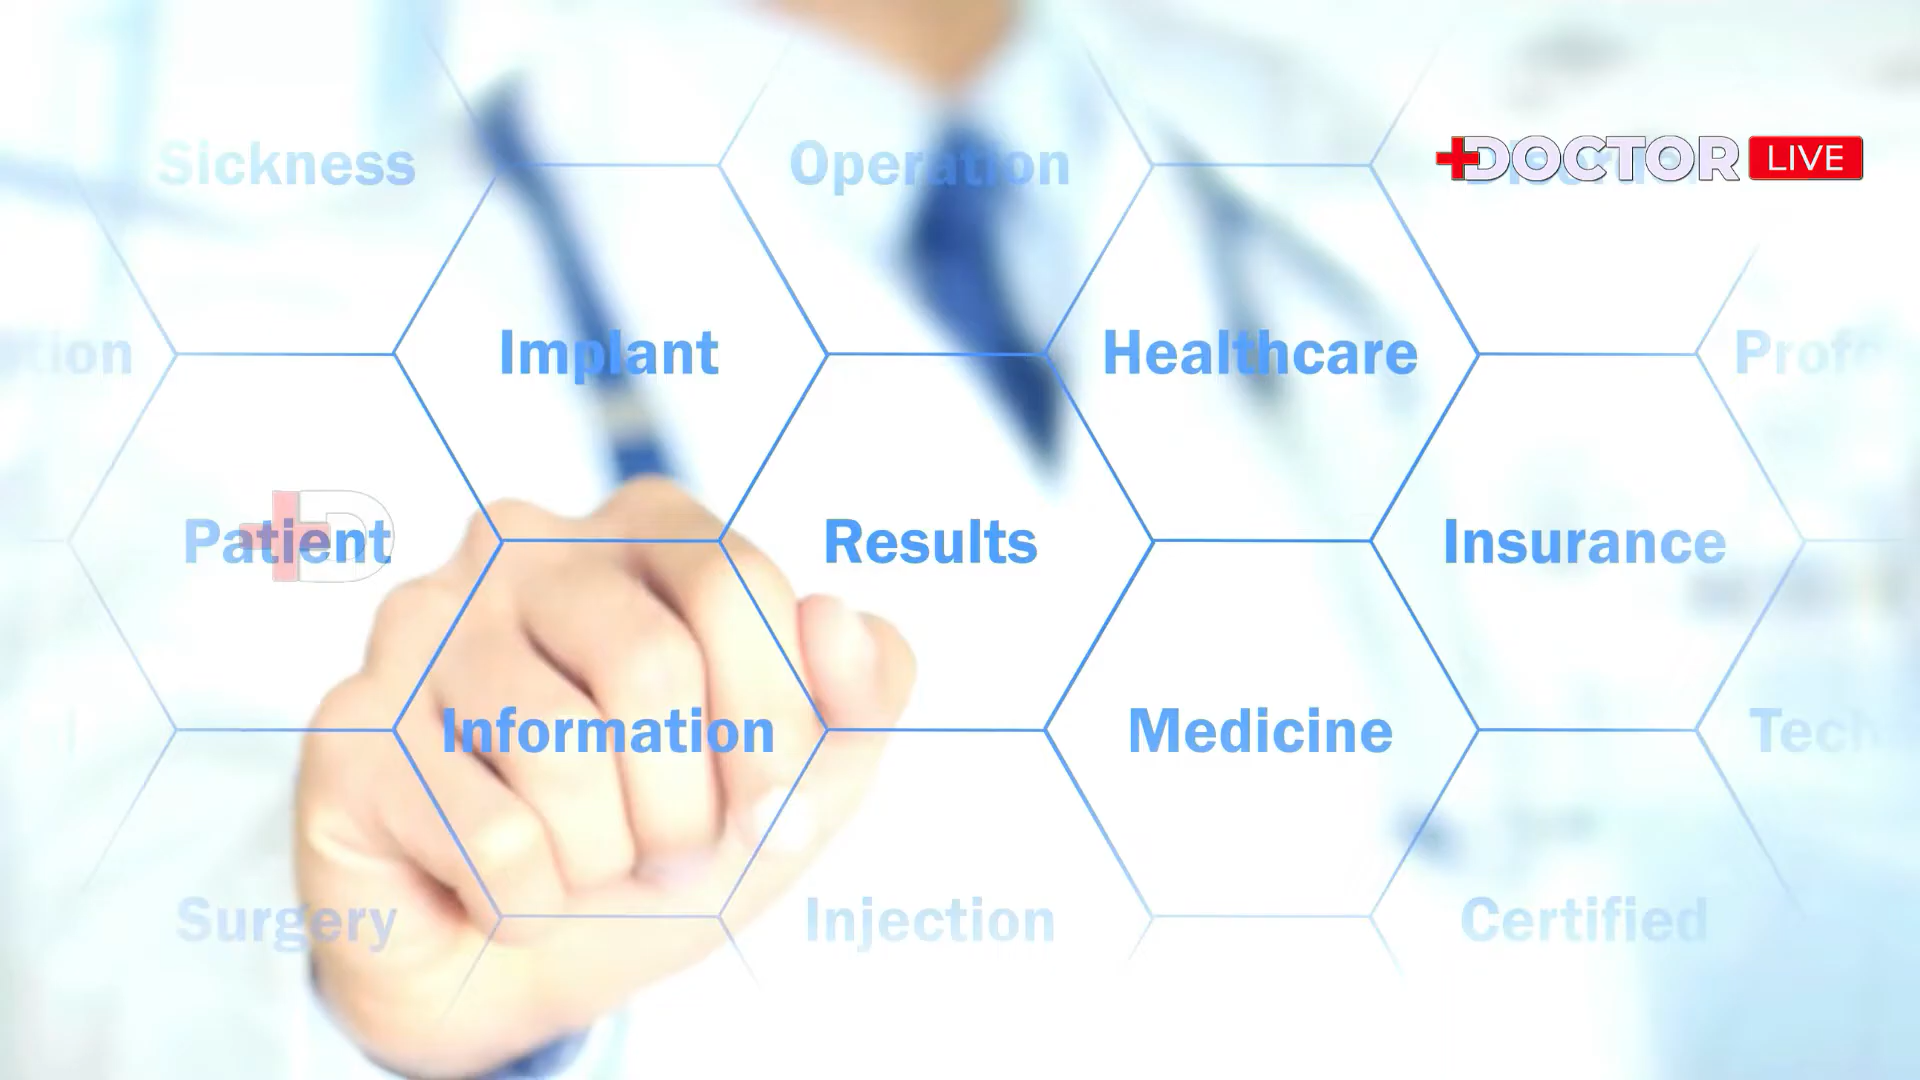 Sickness
Operation
DOCTOR LIVE
Implant
Healthcare
Patient
Results
Insurance
Information
Medicine
Surgery
Injection
Certified